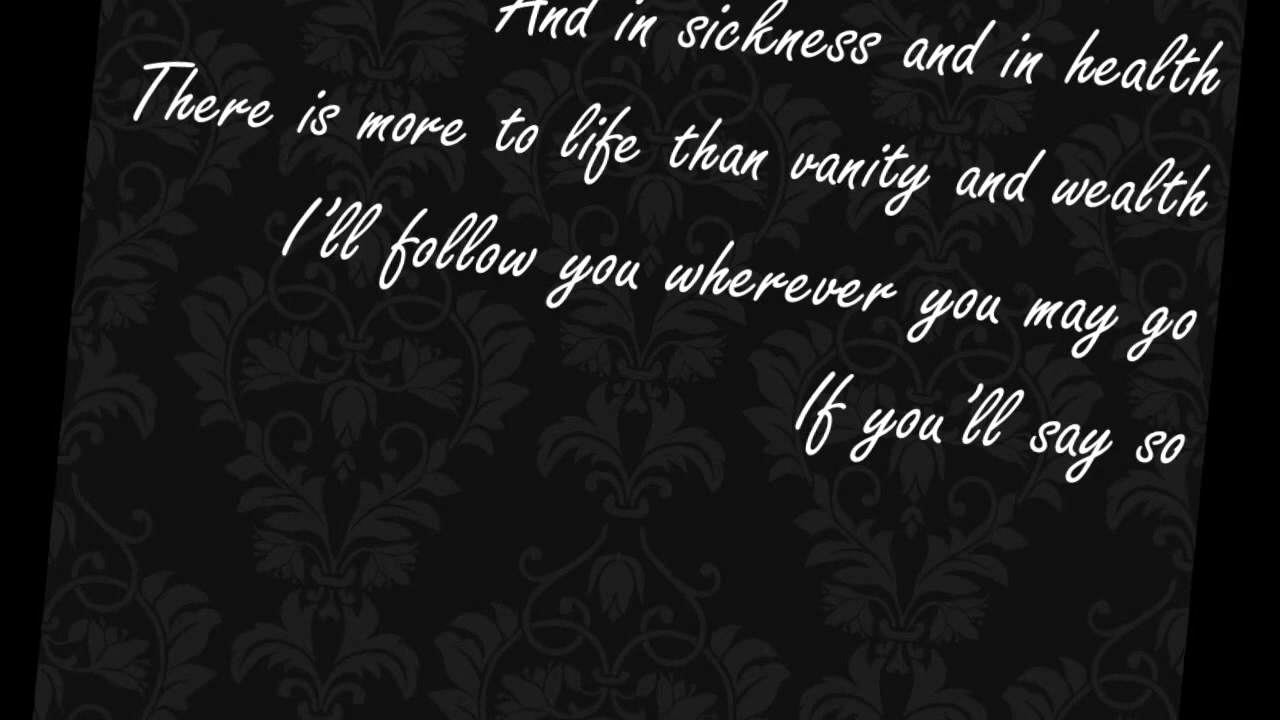 And in sickness and in health
There is more to life than vanity and wealth
I'll follow you wherever you may go
If you'll say so